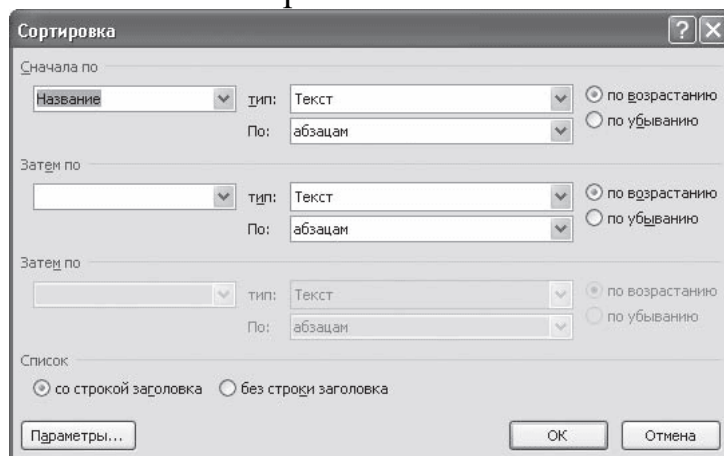 Сортировка
Сначала по
Название тип: Текст по возрастанию
По: абзацам по убыванию
Затем по
тип: Текст по возрастанию
По: абзацам по убыванию
Затем по
тип: Текст по возрастанию
По: абзацам по убыванию
Список
со строкой заголовка без строки заголовка
Параметры... ОК Отмена